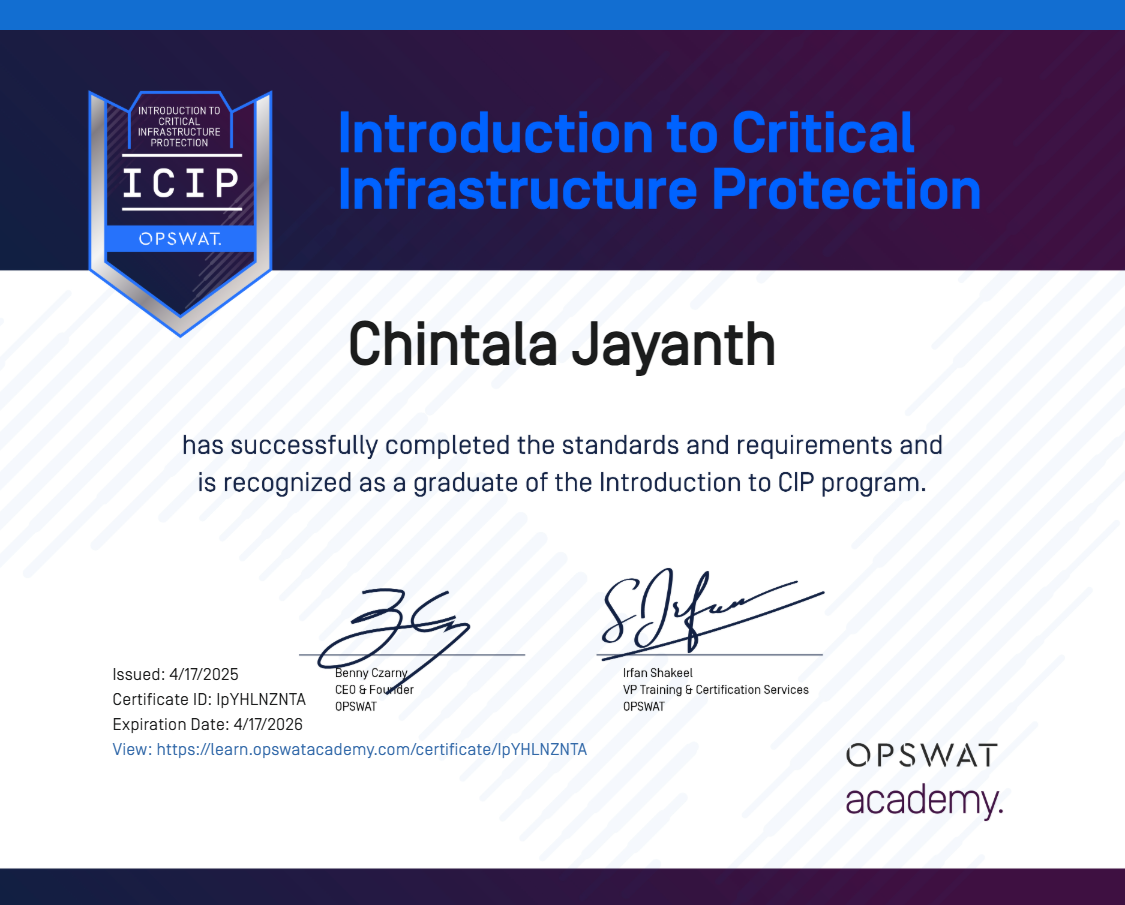 INTRODUCTION TO
CRITICAL
INFRASTRUCTURE
PROTECTION
ICIP
OPSWAT.
Introduction to Critical
Infrastructure Protection
Chintala Jayanth
has successfully completed the standards and requirements and
is recognized as a graduate of the Introduction to CIP program.
Issued: 4/17/2025
Certificate ID: IpYHLNZNTA
Expiration Date: 4/17/2026
View: https://learn.opswatacademy.com/certificate/IpYHLNZNTA
Benny Czarny
CEO & Founder
OPSWAT
S. Irfan
Irfan Shakeel
VP Training & Certification Services
OPSWAT
OPSWAT
academy.